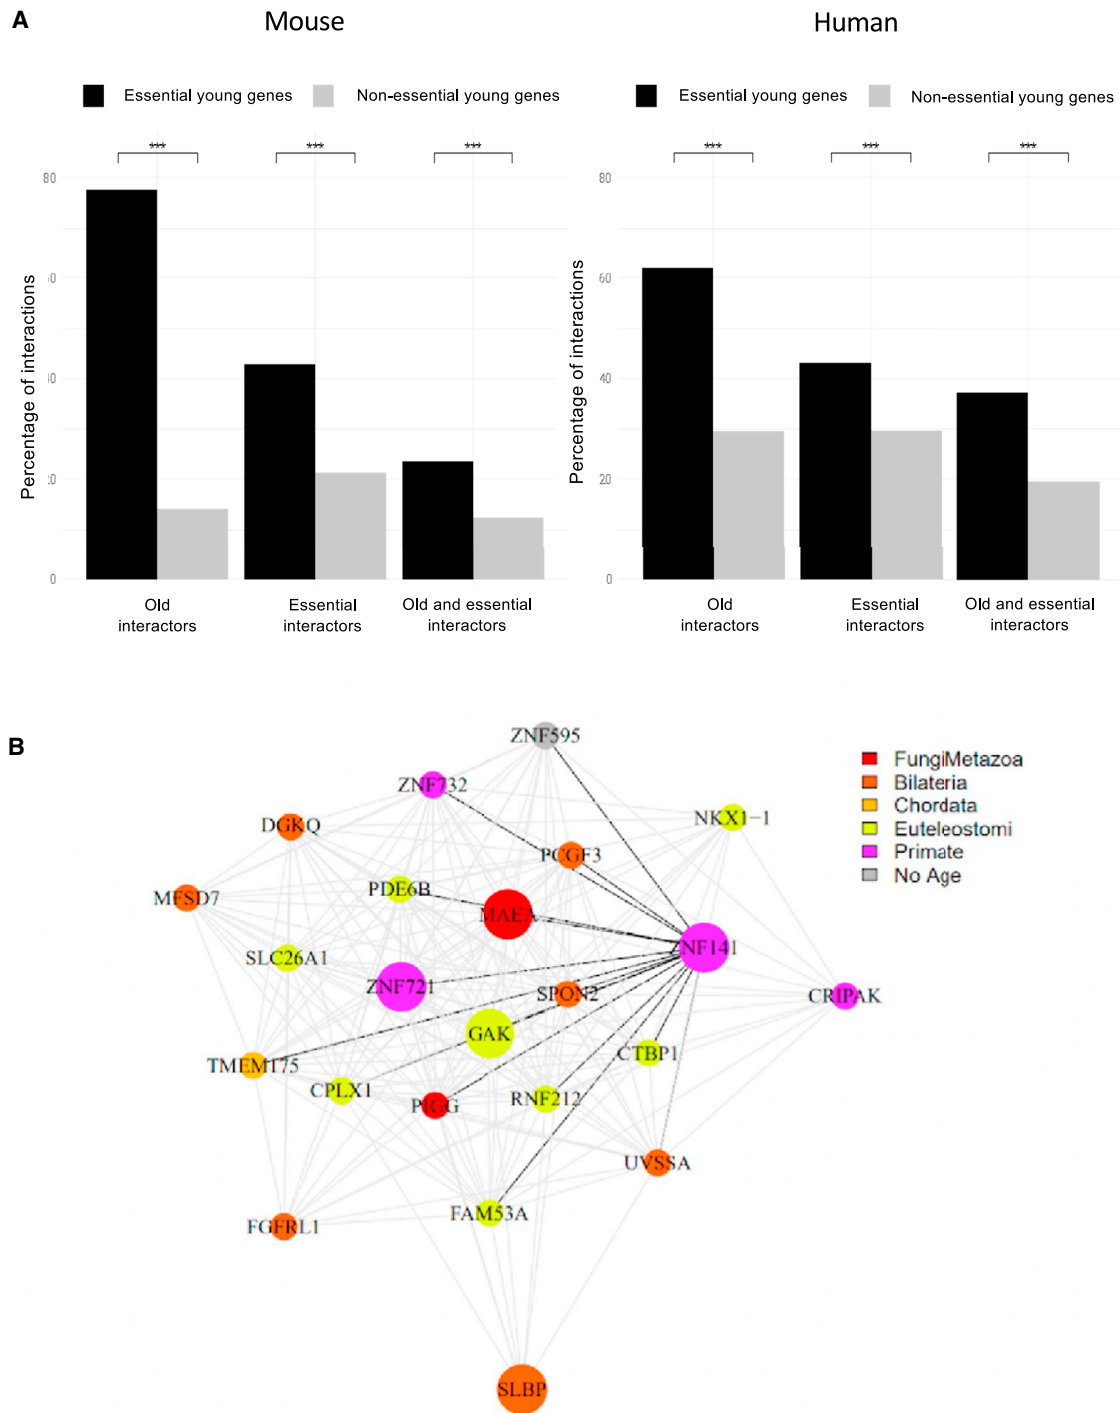 A
Mouse
Human
Essential young genes
Non-essential young genes
Essential young genes
Non-essential young genes
***
***
***
***
***
***
80
0
80
60
40
20
0
Percentage of interactions
Percentage of interactions
Old
interactors
Essential
interactors
Old and essential
interactors
Old
interactors
Essential
interactors
Old and essential
interactors
B
ZNF595
ZNF732
NKX1-1
DGKQ
PCGF3
PDE6B
MFSD7
MAEA
NF141
SLC26A1
ZNF721
SPON2
CRIPAK
GAK
CTBP1
TMEM175
CPLX1
PIGG
RNF212
UVSSA
FAM53A
FGFRL1
SLBP
FungiMetazoa
Bilateria
Chordata
Euteleostomi
Primate
No Age